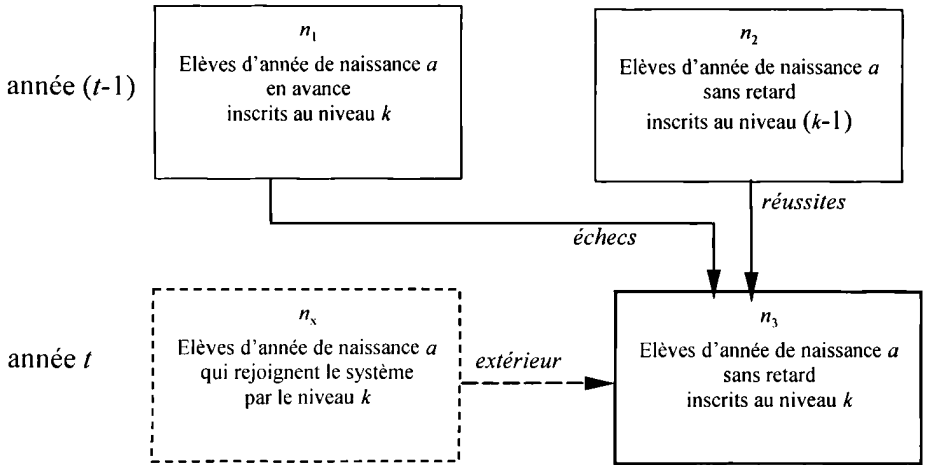 n₁
Elèves d'année de naissance a
en avance
inscrits au niveau k
n₂
Elèves d'année de naissance a
sans retard
inscrits au niveau (k-1)
année (t-1)
réussites
échecs
nₓ
Elèves d'année de naissance a
qui rejoignent le système
par le niveau k
n₃
Elèves d'année de naissance a
sans retard
inscrits au niveau k
année t
extérieur